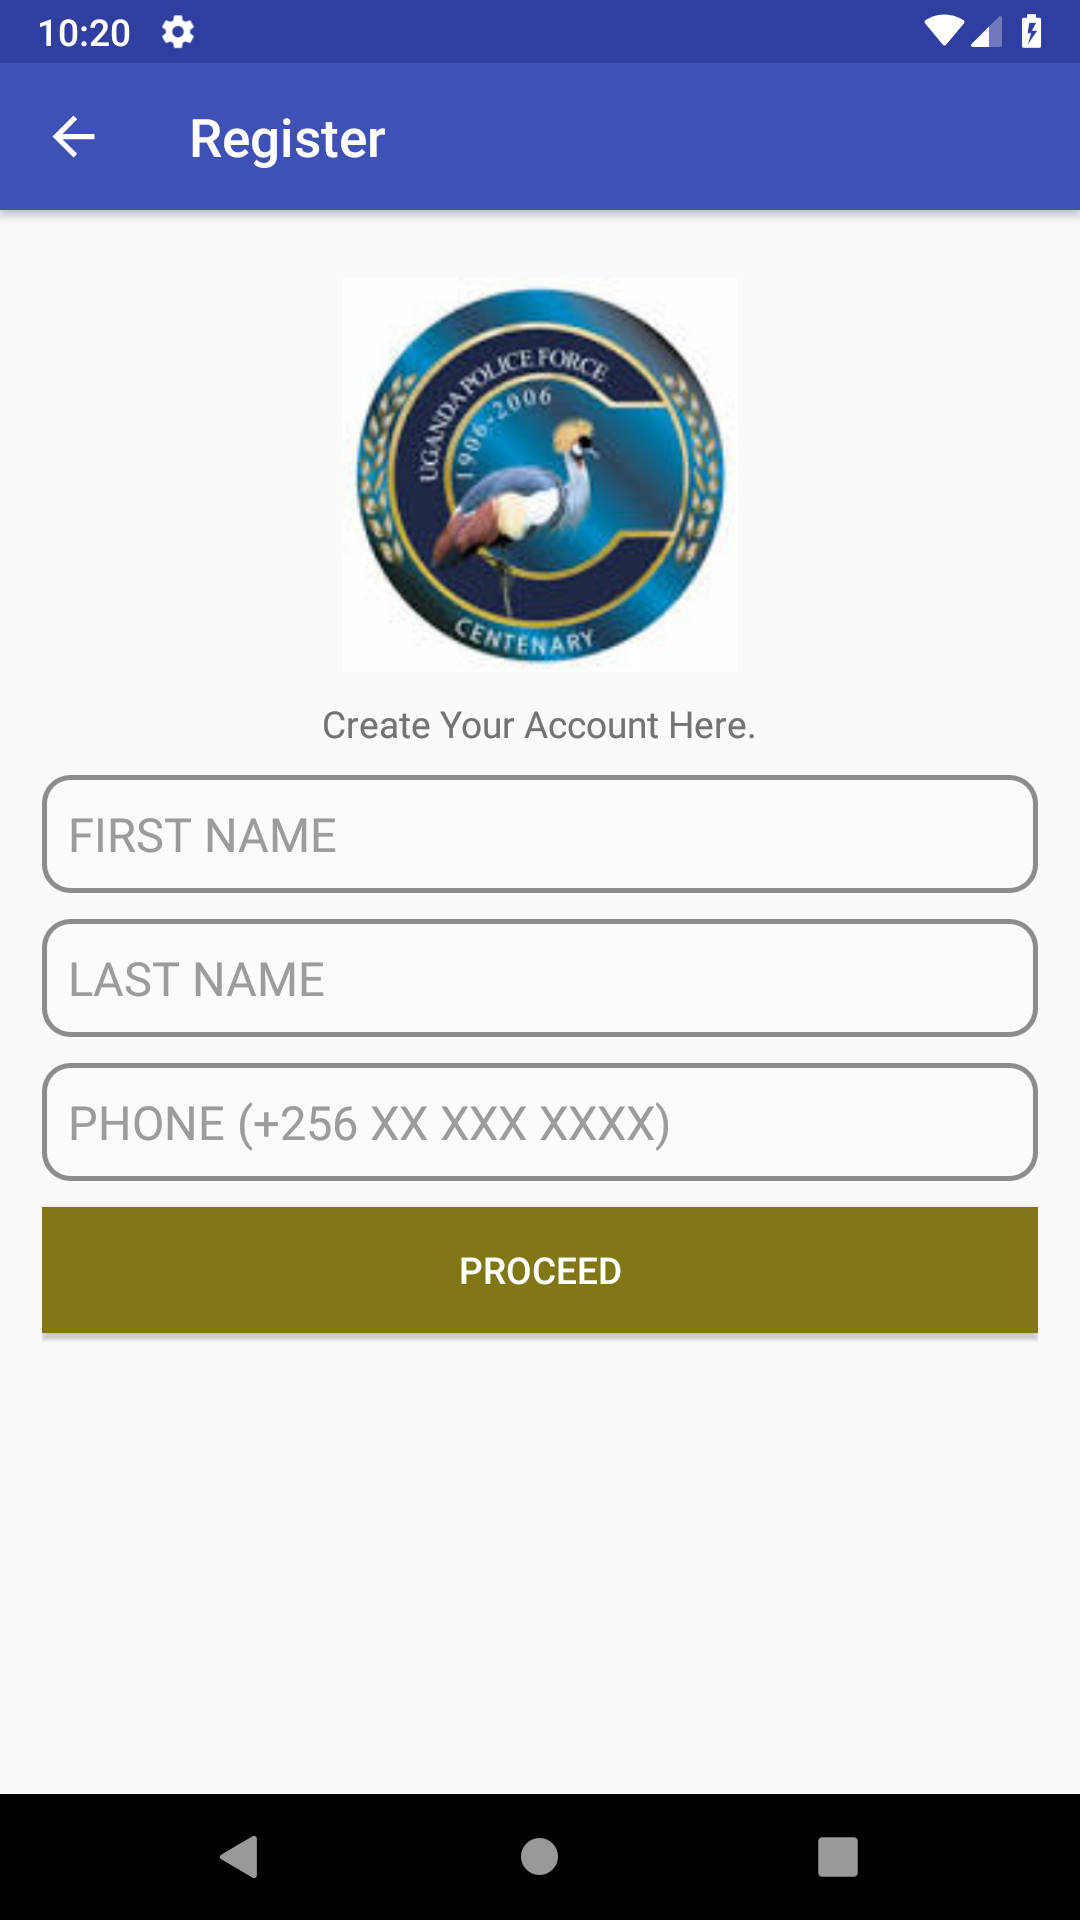 10:20
Register
UGANDA POLICE FORCE
1906-2006
CENTENARY
Create Your Account Here.
FIRST NAME
LAST NAME
PHONE (+256 XX XXX XXXX)
PROCEED